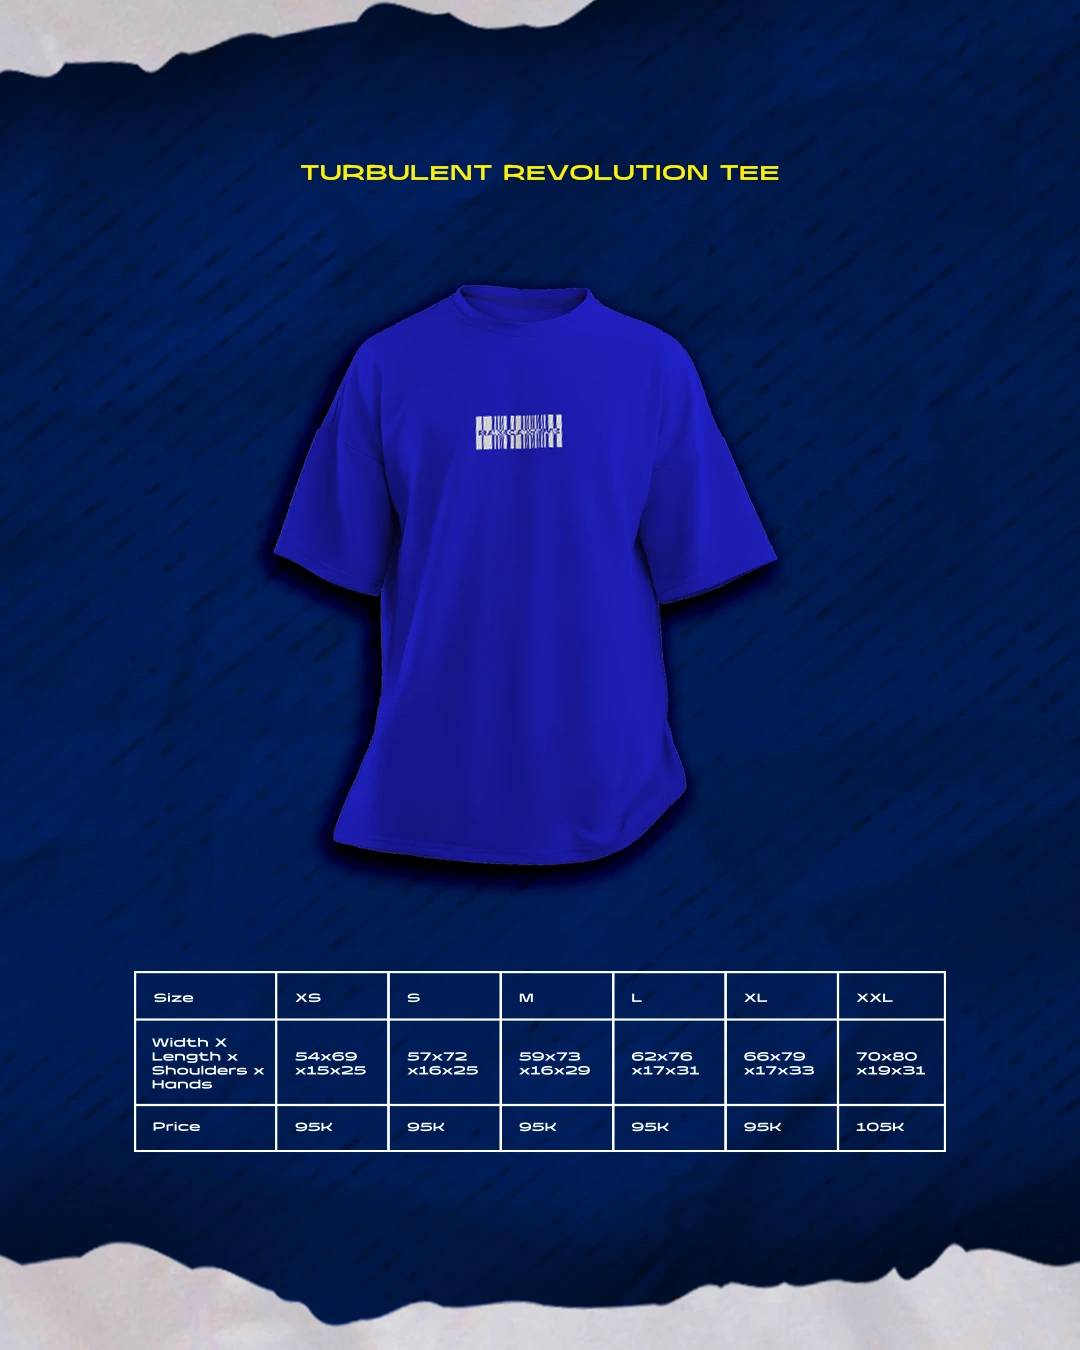 TURBULENT REVOLUTION TEE
Size XS S M L XL XXL
Width X
Length x 54x69 57x72 59x73 62x76 66x79 70x80
Shoulders x x15x25 x16x25 x16x29 x17x31 x17x33 x19x31
Hands
Price 95K 95K 95K 95K 95K 105K